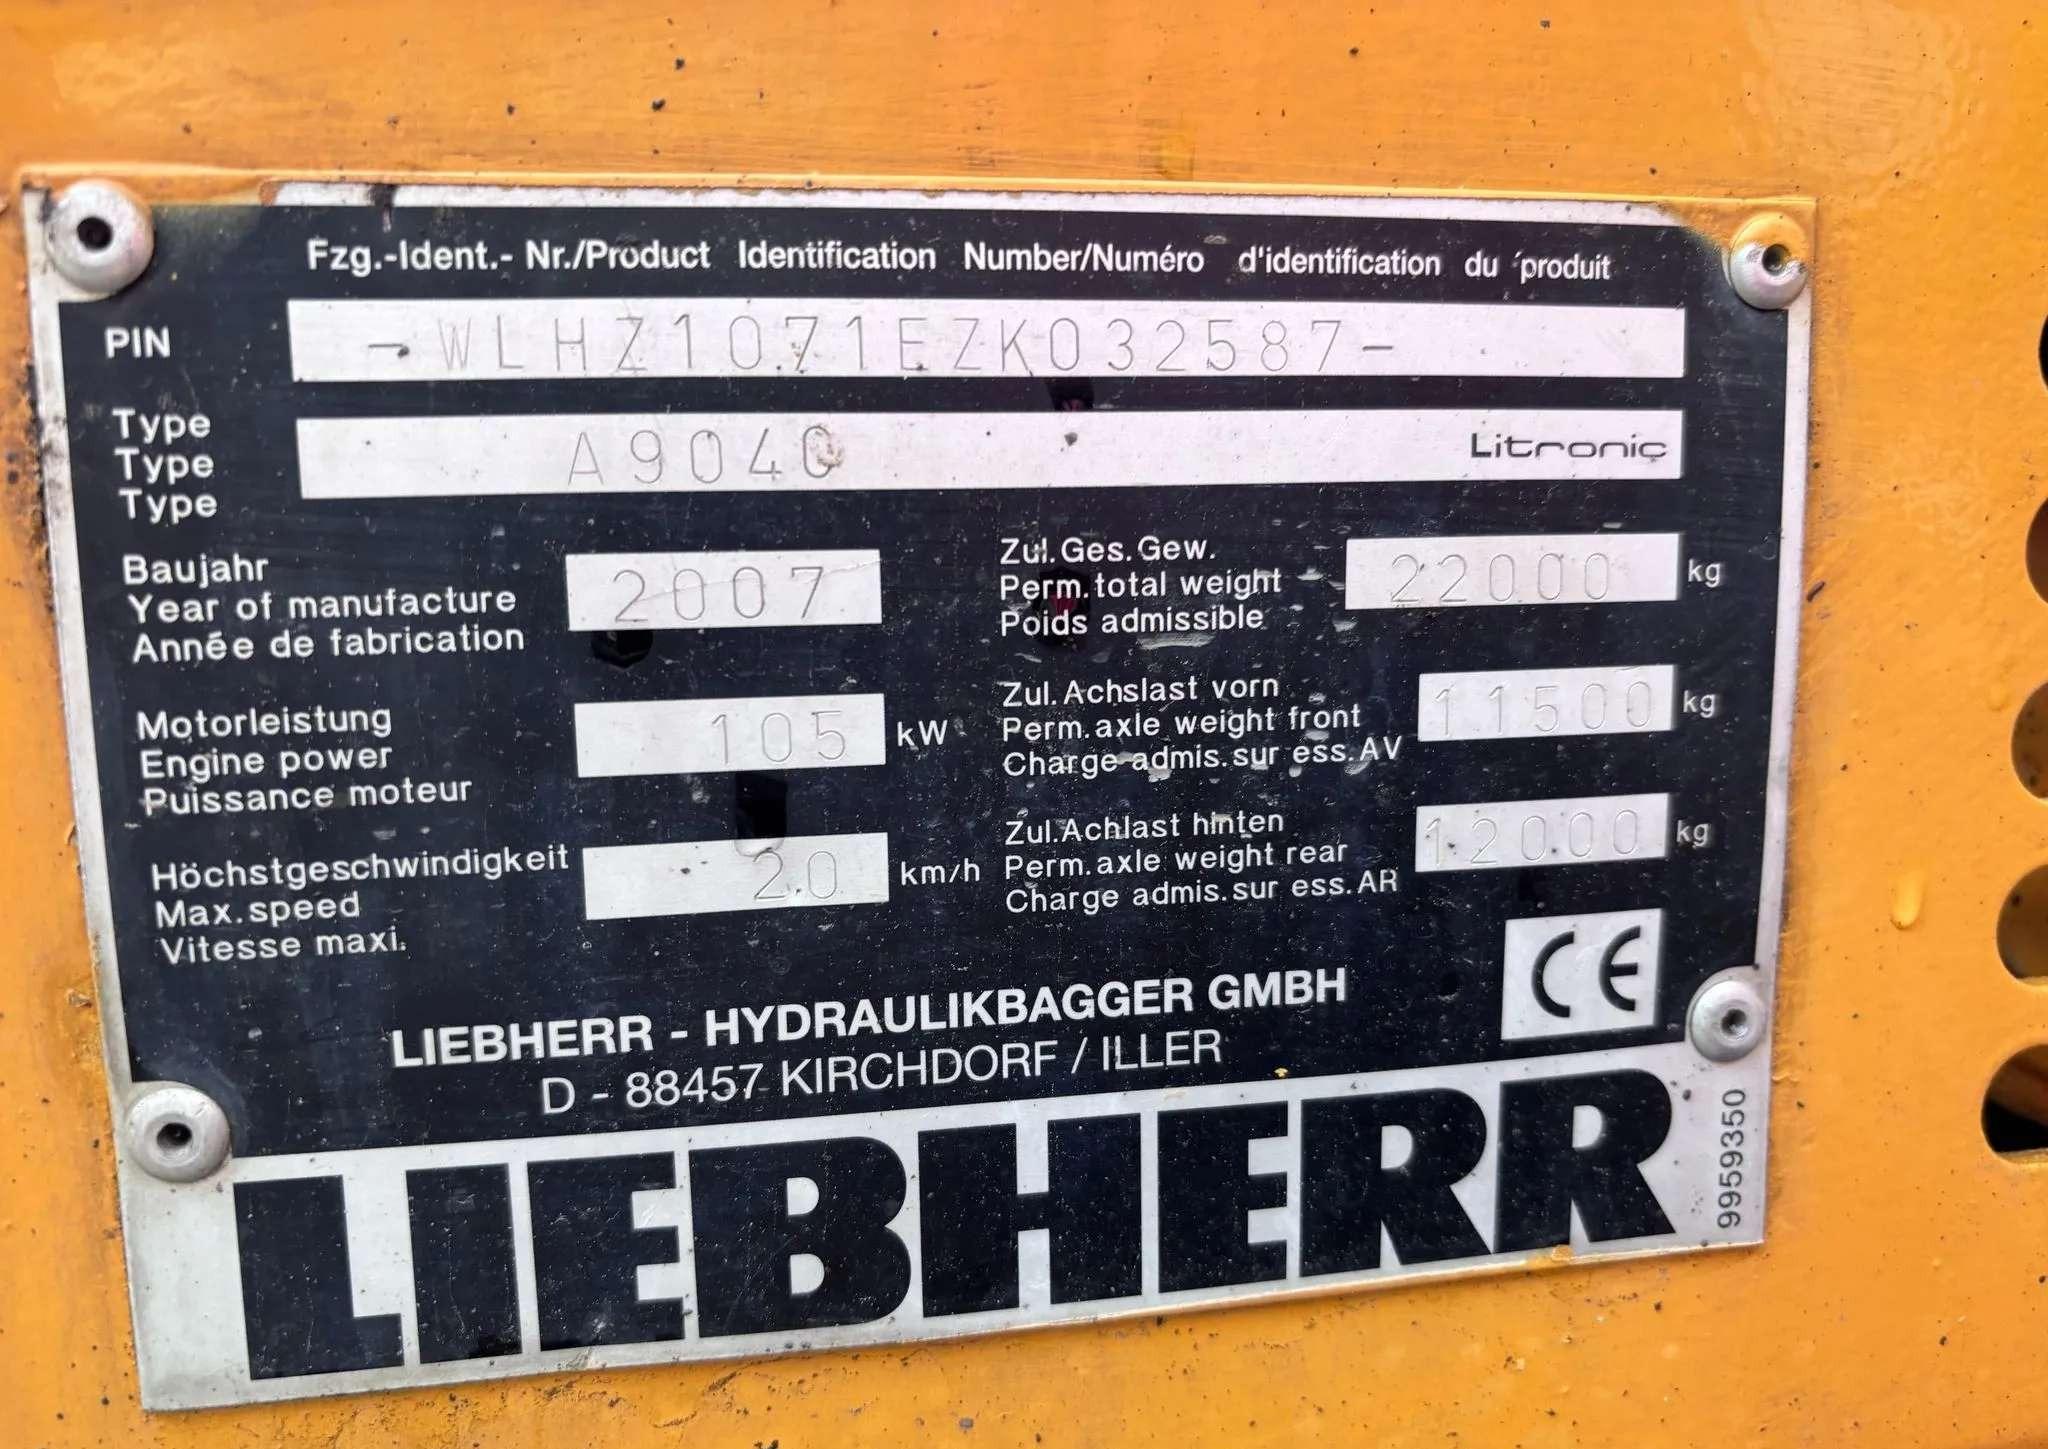 Fzg.-Ident.- Nr./Product Identification Number/Numéro d'identification du produit
PIN -WLHZ1071EZK032587-
Type
Type A904C Litronic
Type
Baujahr
Year of manufacture 2007
Année de fabrication
Zul.Ges.Gew.
Perm.total weight 22000 kg
Poids admissible
Motorleistung
Engine power 105 kW
Puissance moteur
Zul.Achslast vorn
Perm.axle weight front 11500 kg
Charge admis.sur ess.AV
Höchstgeschwindigkeit
Max.speed 20 km/h
Vitesse maxi.
Zul.Achlast hinten
Perm.axle weight rear 12000 kg
Charge admis.sur ess.AR
CE
LIEBHERR - HYDRAULIKBAGGER GMBH
D - 88457 KIRCHDORF / ILLER
LIEBHERR
99599350